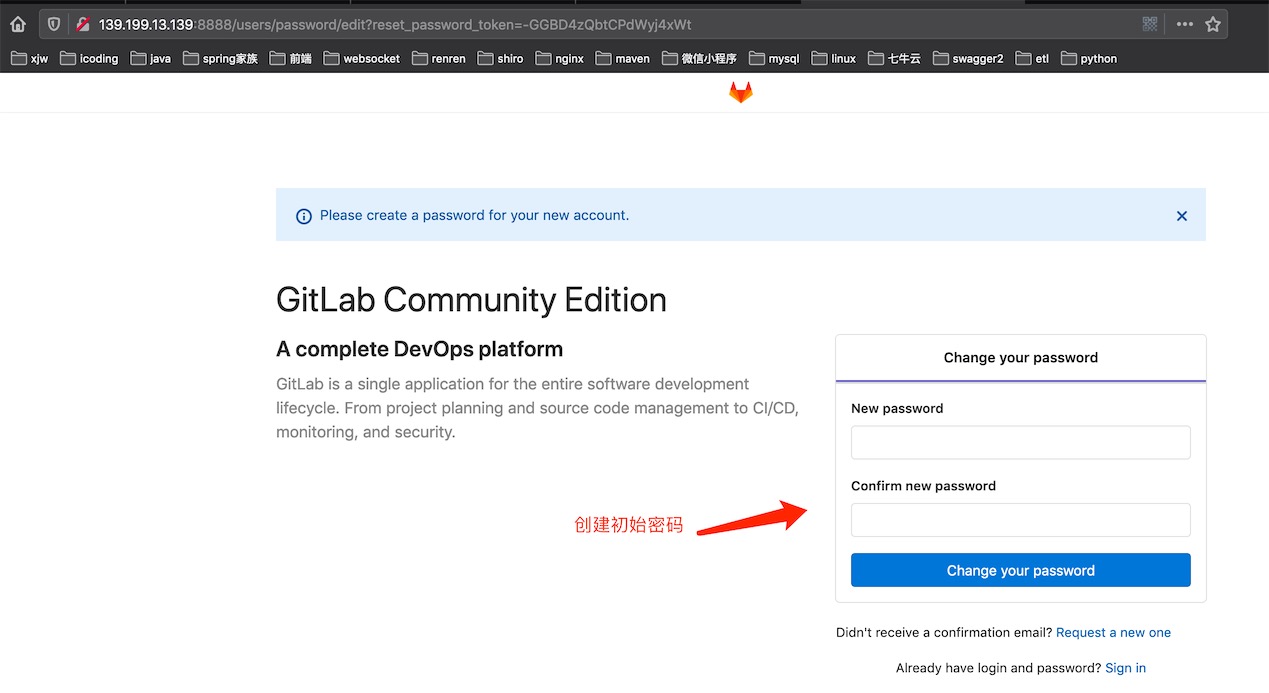 139.199.13.139:8888/users/password/edit?reset_password_token=-GGBD4zQbtCPdWyj4xWt
xjw icoding java spring家族 前端 websocket renren shiro nginx maven 微信小程序 mysql linux 七牛云 swagger2 etl python
Please create a password for your new account.
GitLab Community Edition
A complete DevOps platform
GitLab is a single application for the entire software development
lifecycle. From project planning and source code management to CI/CD,
monitoring, and security.
Change your password
New password
Confirm new password
创建初始密码
Change your password
Didn't receive a confirmation email? Request a new one
Already have login and password? Sign in